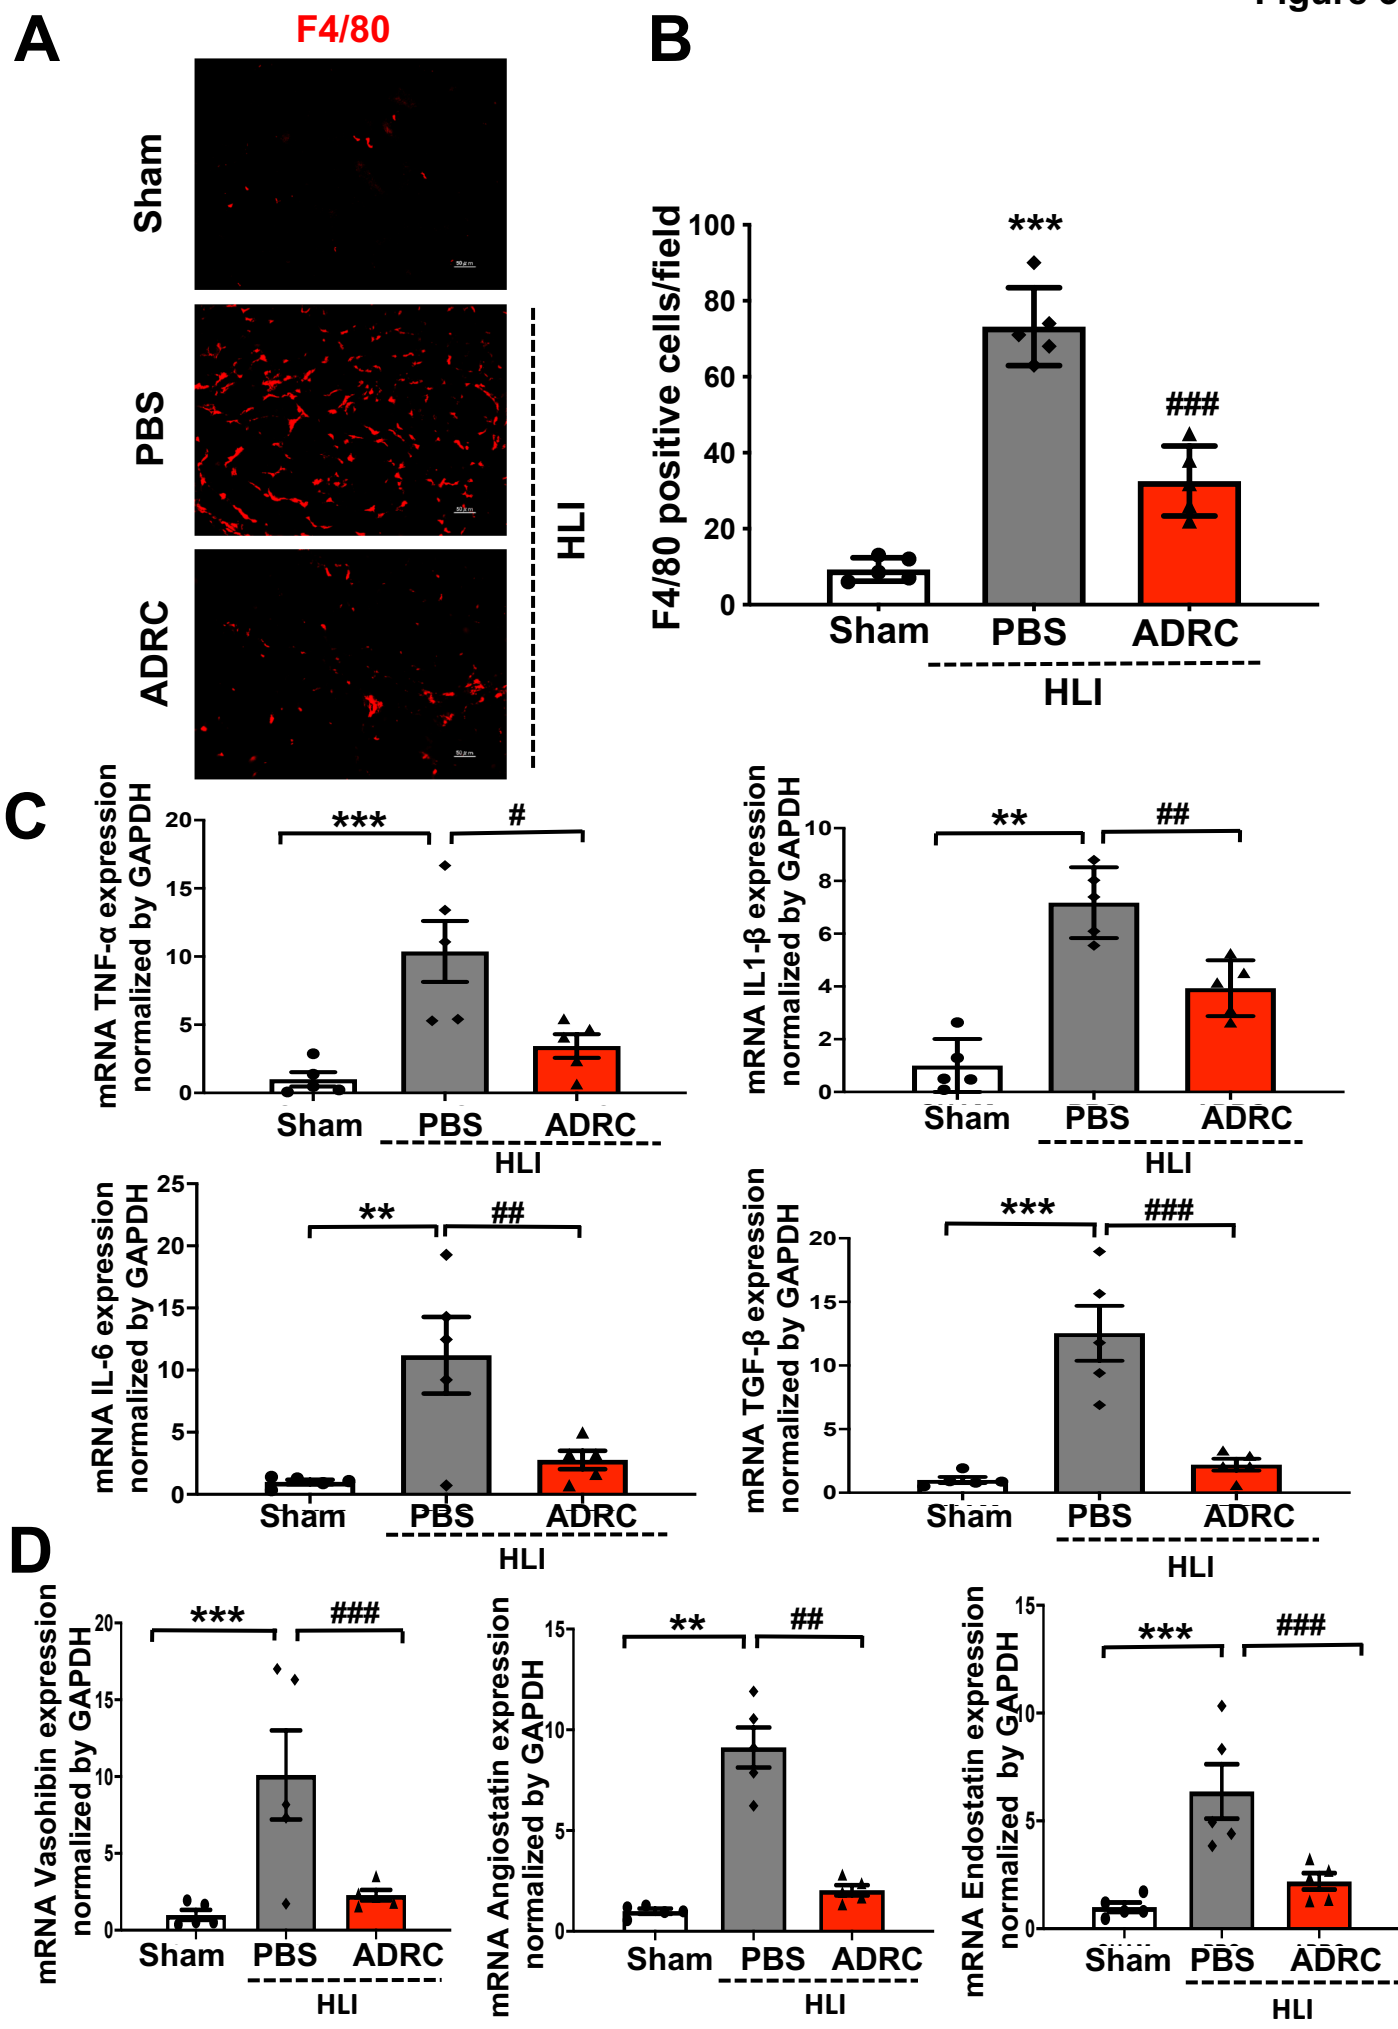 Figure
A
F4/80
B
Sham
PBS
ADRC
HLI
50μm
50μm
50μm
F4/80 positive cells/field
100
80
60
40
20
0
***
###
Sham PBS ADRC
HLI
C
mRNA TNF-α expression
normalized by GAPDH
20
15
10
5
0
*** #
Sham PBS ADRC
HLI
mRNA IL1-β expression
normalized by GAPDH
10
8
6
4
2
0
** ##
Sham PBS ADRC
HLI
mRNA IL-6 expression
normalized by GAPDH
25
20
15
10
5
0
** ##
Sham PBS ADRC
HLI
mRNA TGF-β expression
normalized by GAPDH
20
15
10
5
0
*** ###
Sham PBS ADRC
HLI
D
mRNA Vasohibin expression
normalized by GAPDH
20
15
10
5
0
*** ###
Sham PBS ADRC
HLI
mRNA Angiostatin expression
normalized by GAPDH
15
10
5
0
** ##
Sham PBS ADRC
HLI
mRNA Endostatin expression
normalized by GAPDH
15
10
5
0
*** ###
Sham PBS ADRC
HLI